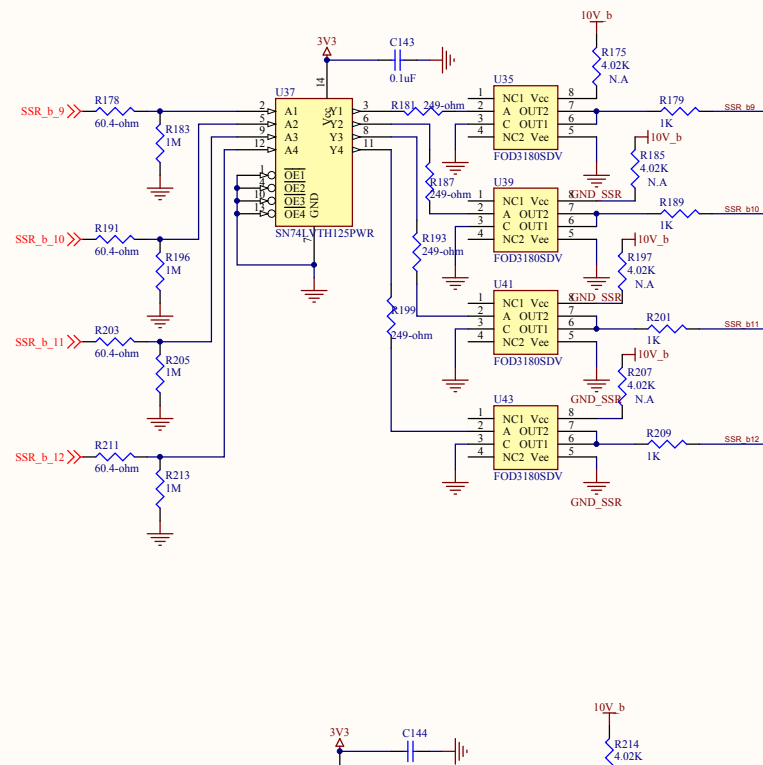 10V_b
R175
4.02K
N.A
3V3
C143
0.1uF
14
U37
Vcc
SSR_b_9
R178
60.4-ohm
R183
1M
2 A1 Y1 3
5 A2 Y2 6
9 A3 Y3 8
12 A4 Y4 11
1 OE1
4 OE2
10 OE3
13 OE4
GND
7
SN74LVTH125PWR
R181 249-ohm
R187
249-ohm
R193
249-ohm
R199
249-ohm
U35
1 NC1 Vcc 8
2 A OUT2 7
3 C OUT1 6
4 NC2 Vee 5
FOD3180SDV
R179
1K
SSR_b9
10V_b
R185
4.02K
N.A
GND_SSR
SSR_b_10
R191
60.4-ohm
R196
1M
U39
1 NC1 Vcc 8
2 A OUT2 7
3 C OUT1 6
4 NC2 Vee 5
FOD3180SDV
R189
1K
SSR_b10
10V_b
R197
4.02K
N.A
GND_SSR
SSR_b_11
R203
60.4-ohm
R205
1M
U41
1 NC1 Vcc 8
2 A OUT2 7
3 C OUT1 6
4 NC2 Vee 5
FOD3180SDV
R201
1K
SSR_b11
10V_b
R207
4.02K
N.A
GND_SSR
SSR_b_12
R211
60.4-ohm
R213
1M
U43
1 NC1 Vcc 8
2 A OUT2 7
3 C OUT1 6
4 NC2 Vee 5
FOD3180SDV
R209
1K
SSR_b12
GND_SSR
10V_b
R214
4.02K
3V3
C144